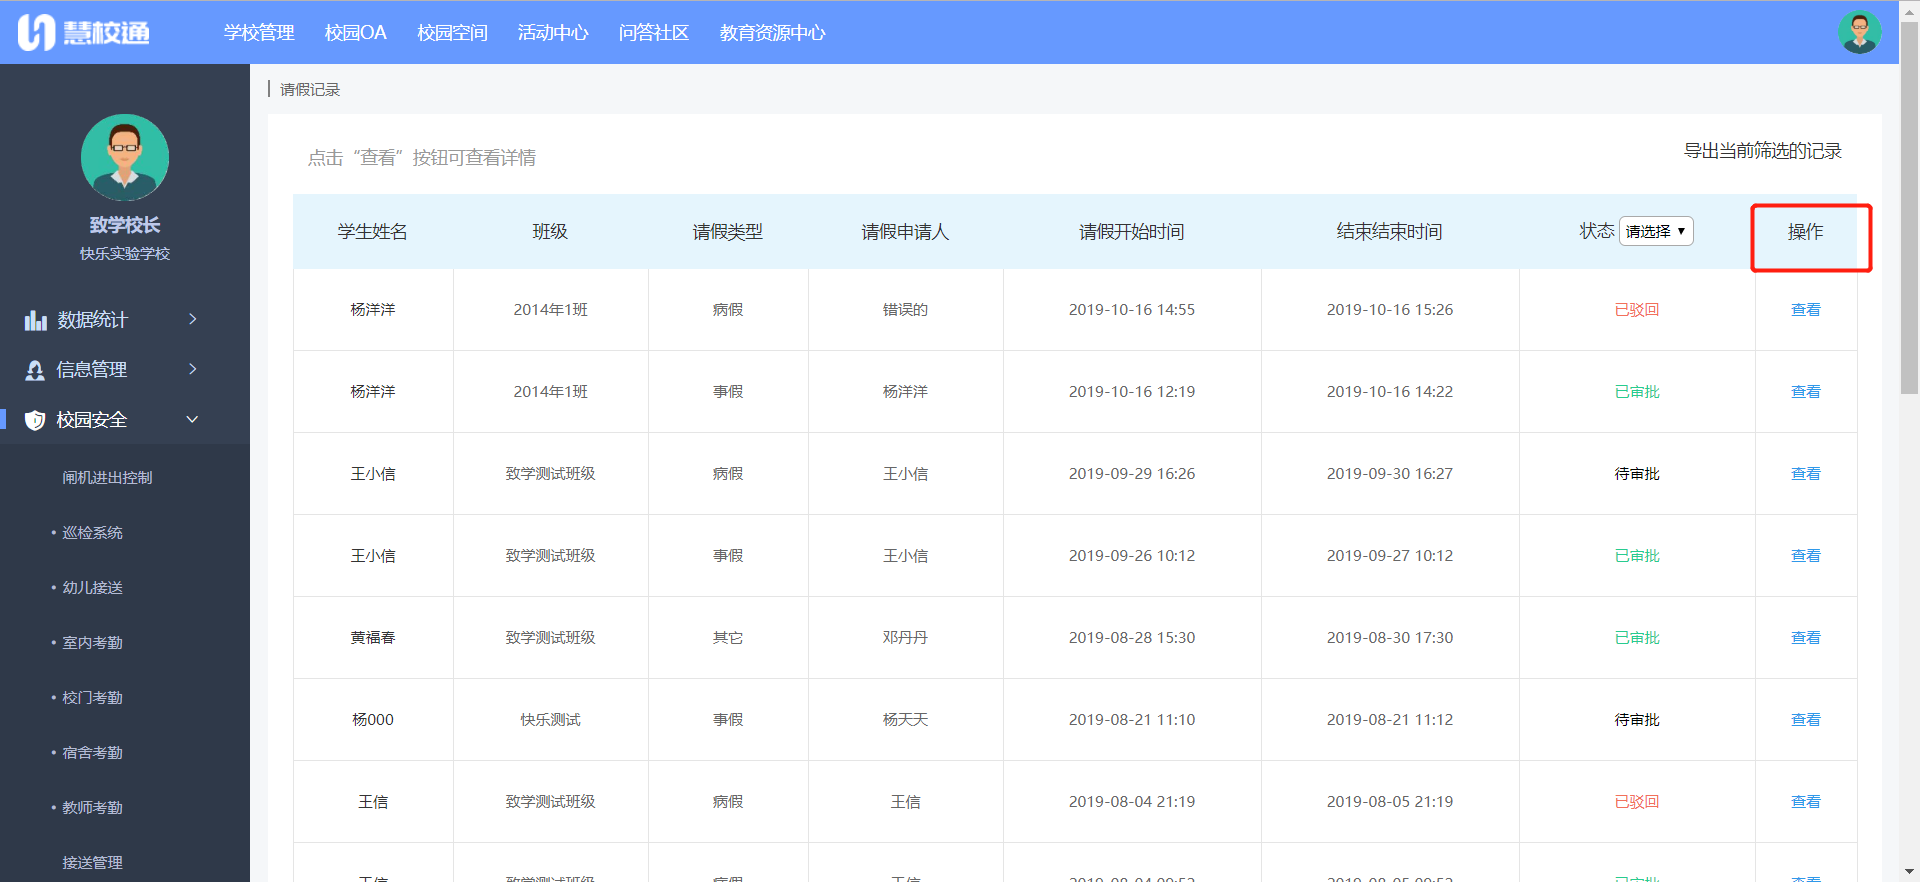 慧校通 学校管理 校园OA 校园空间 活动中心 问答社区 教育资源中心
请假记录
致学校长
快乐实验学校
数据统计
信息管理
校园安全
闸机进出控制
• 巡检系统
• 幼儿接送
• 室内考勤
• 校门考勤
• 宿舍考勤
• 教师考勤
接送管理
点击“查看”按钮可查看详情
导出当前筛选的记录
学生姓名 班级 请假类型 请假申请人 请假开始时间 结束结束时间 状态 请选择 操作
杨洋洋 2014年1班 病假 错误的 2019-10-16 14:55 2019-10-16 15:26 已驳回 查看
杨洋洋 2014年1班 事假 杨洋洋 2019-10-16 12:19 2019-10-16 14:22 已审批 查看
王小信 致学测试班级 病假 王小信 2019-09-29 16:26 2019-09-30 16:27 待审批 查看
王小信 致学测试班级 事假 王小信 2019-09-26 10:12 2019-09-27 10:12 已审批 查看
黄福春 致学测试班级 其它 邓丹丹 2019-08-28 15:30 2019-08-30 17:30 已审批 查看
杨000 快乐测试 事假 杨天天 2019-08-21 11:10 2019-08-21 11:12 待审批 查看
王信 致学测试班级 病假 王信 2019-08-04 21:19 2019-08-05 21:19 已驳回 查看